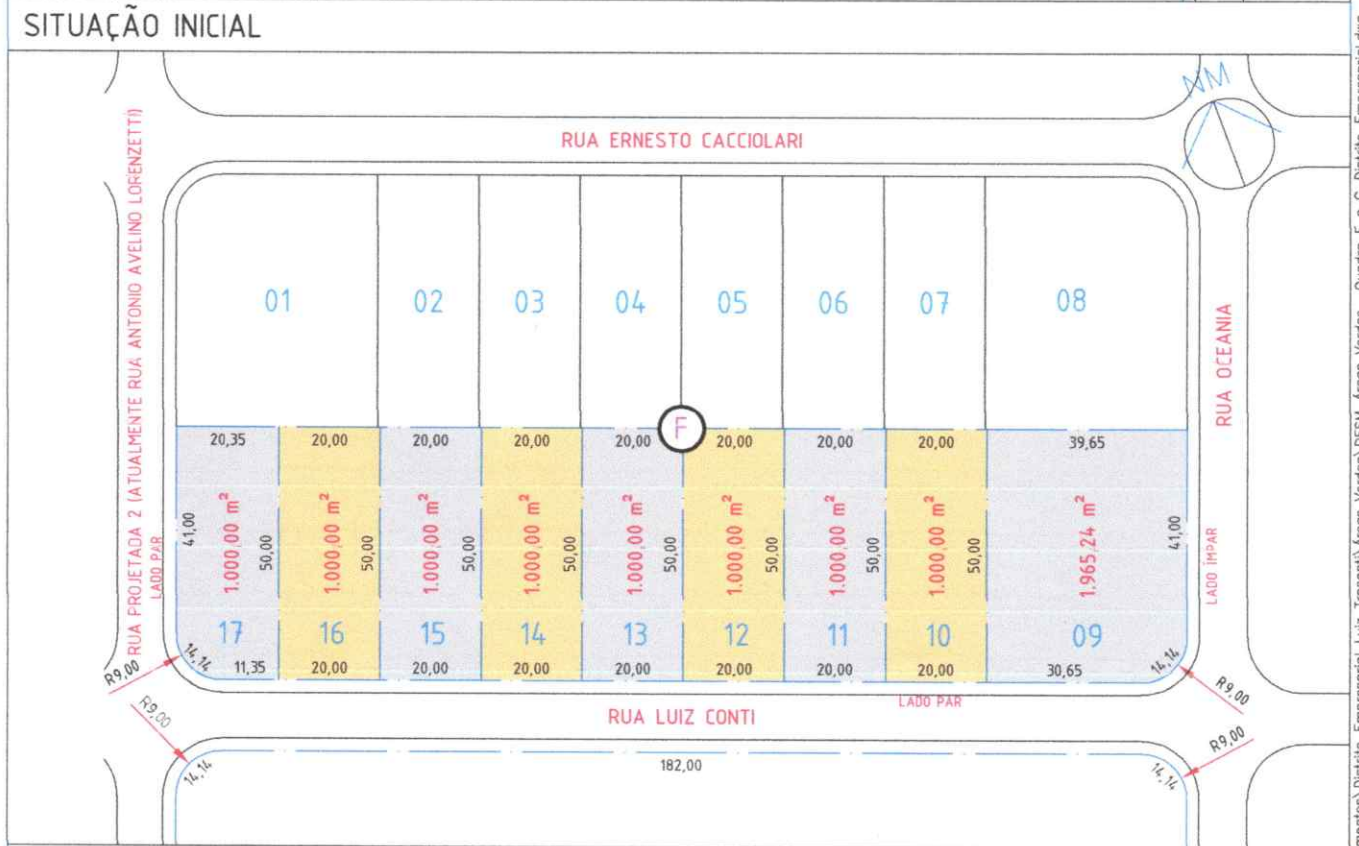 SITUAÇÃO INICIAL
NM
RUA ERNESTO CACCIOLARI
RUA PROJETADA 2 (ATUALMENTE RUA ANTONIO AVELINO LORENZETTI)
LADO PAR
01
02
03
04
05
06
07
08
RUA OCEANIA
LADO ÍMPAR
F
20,35
20,00
20,00
20,00
20,00
20,00
20,00
20,00
39,65
41,00
1.000,00 m²
50,00
1.000,00 m²
50,00
1.000,00 m²
50,00
1.000,00 m²
50,00
1.000,00 m²
50,00
1.000,00 m²
50,00
1.000,00 m²
50,00
1.000,00 m²
50,00
1.965,24 m²
41,00
17
16
15
14
13
12
11
10
09
14,14
11,35
20,00
20,00
20,00
20,00
20,00
20,00
20,00
30,65
14,14
R9,00
R9,00
LADO PAR
RUA LUIZ CONTI
R9,00
R9,00
14,14
182,00
14,14